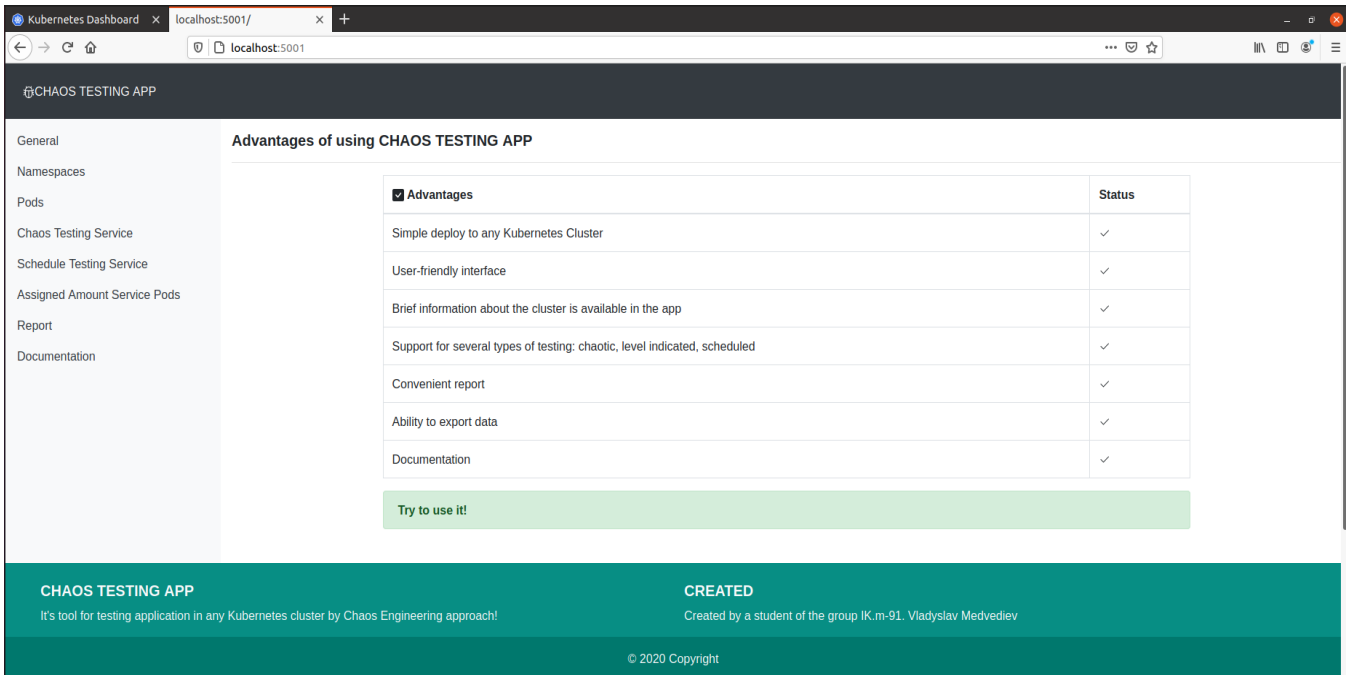 Kubernetes Dashboard
localhost:5001/
localhost:5001
CHAOS TESTING APP
General
Namespaces
Pods
Chaos Testing Service
Schedule Testing Service
Assigned Amount Service Pods
Report
Documentation
Advantages of using CHAOS TESTING APP
Advantages Status
Simple deploy to any Kubernetes Cluster
User-friendly interface
Brief information about the cluster is available in the app
Support for several types of testing: chaotic, level indicated, scheduled
Convenient report
Ability to export data
Documentation
Try to use it!
CHAOS TESTING APP
It's tool for testing application in any Kubernetes cluster by Chaos Engineering approach!
CREATED
Created by a student of the group IK.m-91. Vladyslav Medvediev
© 2020 Copyright